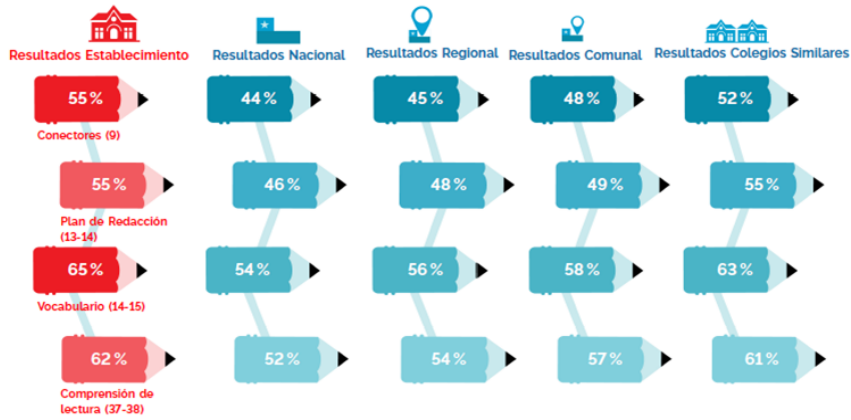 Resultados Establecimiento
Resultados Nacional
Resultados Regional
Resultados Comunal
Resultados Colegios Similares
55 %
44 %
45 %
48 %
52 %
Conectores (9)
55 %
46 %
48 %
49 %
55 %
Plan de Redacción
(13-14)
65 %
54 %
56 %
58 %
63 %
Vocabulario (14-15)
62 %
52 %
54 %
57 %
61 %
Comprensión de
lectura (37-38)